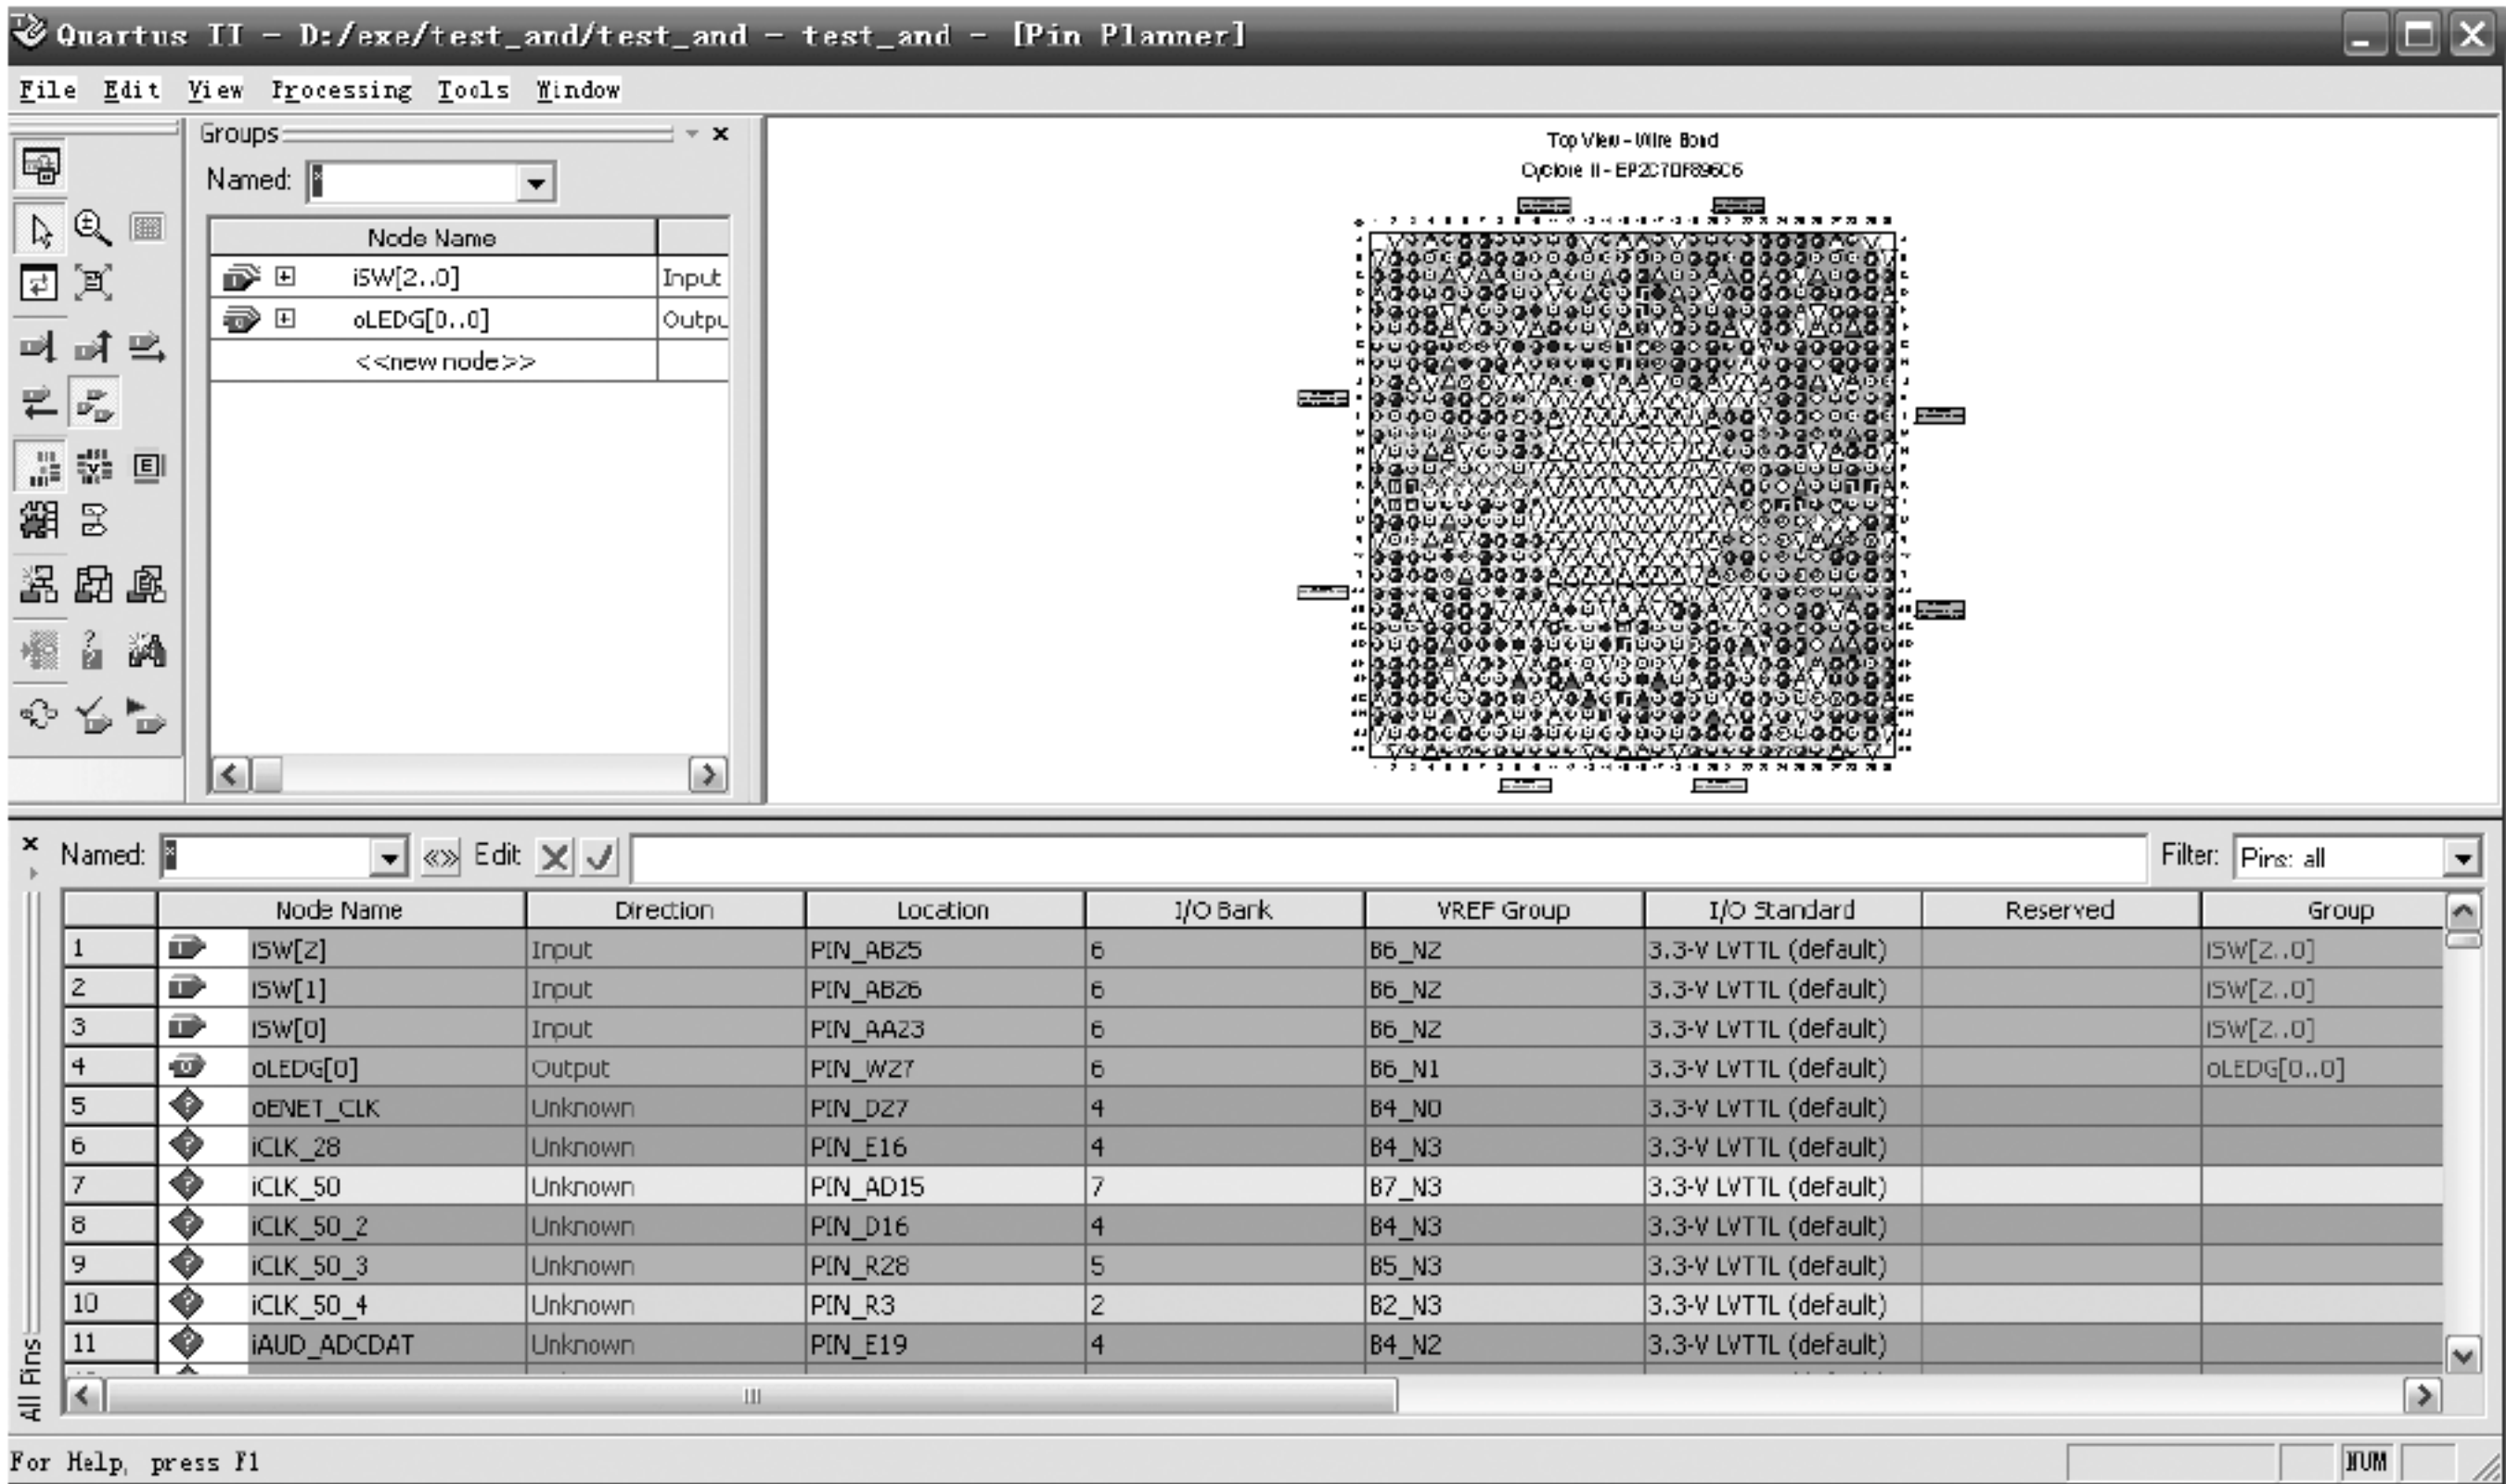 Quartus II - D:/exe/test_and/test_and - test_and - [Pin Planner]
File Edit View Processing Tools Window
Groups
Named: *
Node Name
iSW[2..0] Input
oLEDG[0..0] Outpu
<<new node>>
Top View - Wire Bond
Cyclone II - EP2C70F896C6
Named: * «» Edit: Filter: Pins: all
Node Name Direction Location I/O Bank VREF Group I/O Standard Reserved Group
1 iSW[2] Input PIN_AB25 6 B6_N2 3.3-V LVTTL (default) iSW[2..0]
2 iSW[1] Input PIN_AB26 6 B6_N2 3.3-V LVTTL (default) iSW[2..0]
3 iSW[0] Input PIN_AA23 6 B6_N2 3.3-V LVTTL (default) iSW[2..0]
4 oLEDG[0] Output PIN_W27 6 B6_N1 3.3-V LVTTL (default) oLEDG[0..0]
5 oENET_CLK Unknown PIN_D27 4 B4_N0 3.3-V LVTTL (default)
6 iCLK_28 Unknown PIN_E16 4 B4_N3 3.3-V LVTTL (default)
7 iCLK_50 Unknown PIN_AD15 7 B7_N3 3.3-V LVTTL (default)
8 iCLK_50_2 Unknown PIN_D16 4 B4_N3 3.3-V LVTTL (default)
9 iCLK_50_3 Unknown PIN_R28 5 B5_N3 3.3-V LVTTL (default)
10 iCLK_50_4 Unknown PIN_R3 2 B2_N3 3.3-V LVTTL (default)
11 iAUD_ADCDAT Unknown PIN_E19 4 B4_N2 3.3-V LVTTL (default)
All Pins
For Help, press F1 NUM